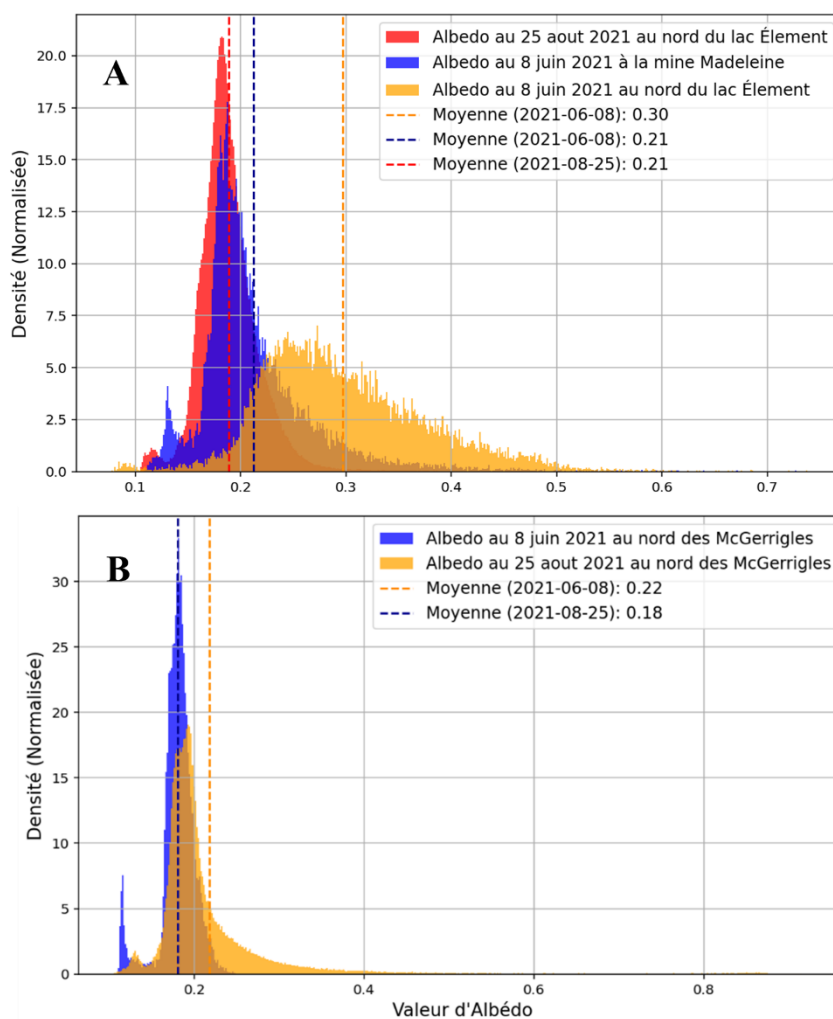 A
Albedo au 25 aout 2021 au nord du lac Élement
Albedo au 8 juin 2021 à la mine Madeleine
Albedo au 8 juin 2021 au nord du lac Élement
Moyenne (2021-06-08): 0.30
Moyenne (2021-06-08): 0.21
Moyenne (2021-08-25): 0.21
Densité (Normalisée)
20.0
17.5
15.0
12.5
10.0
7.5
5.0
2.5
0.0
0.1 0.2 0.3 0.4 0.5 0.6 0.7
B
Albedo au 8 juin 2021 au nord des McGerrigles
Albedo au 25 aout 2021 au nord des McGerrigles
Moyenne (2021-06-08): 0.22
Moyenne (2021-08-25): 0.18
Densité (Normalisée)
30
25
20
15
10
5
0
0.2 0.4 0.6 0.8
Valeur d'Albédo